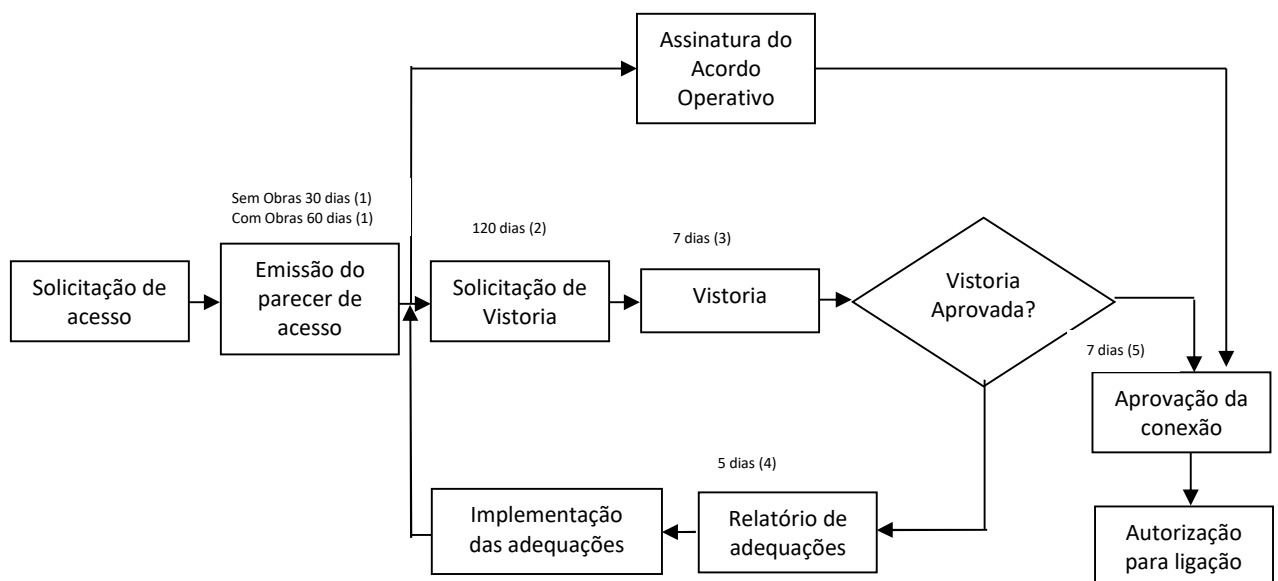 Assinatura do
Acordo
Operativo
Sem Obras 30 dias (1)
Com Obras 60 dias (1)
120 dias (2)
7 dias (3)
Solicitação de
acesso
Emissão do
parecer de
acesso
Solicitação de
Vistoria
Vistoria
Vistoria
Aprovada?
7 dias (5)
Aprovação da
conexão
5 dias (4)
Implementação
das adequações
Relatório de
adequações
Autorização
para ligação